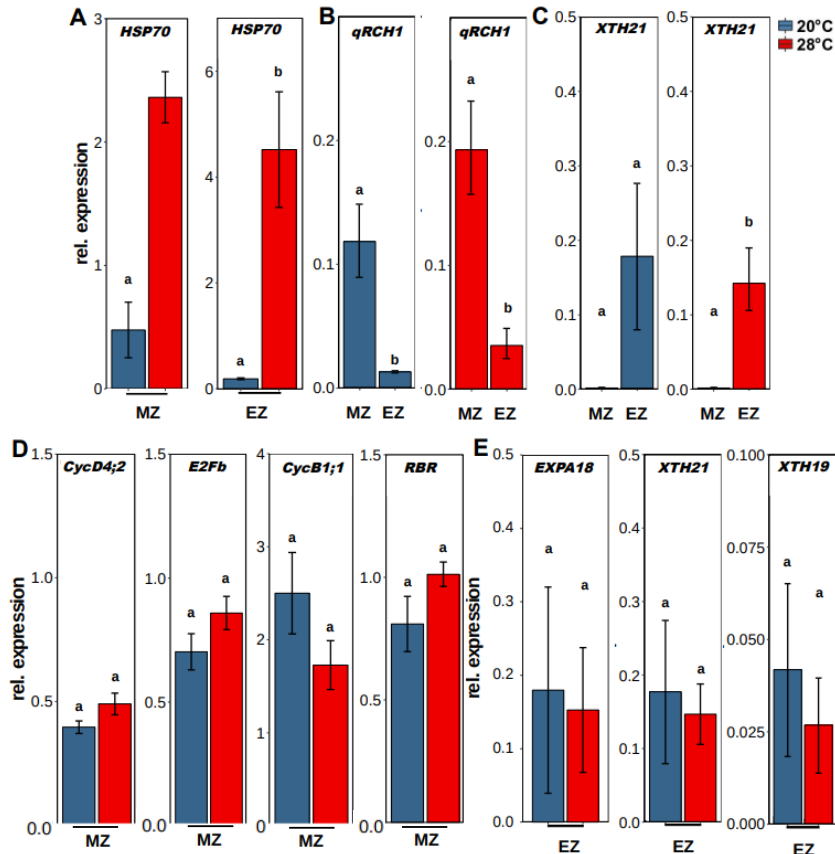 A
HSP70
HSP70
B
qRCH1
qRCH1
C
XTH21
XTH21
20°C
28°C
rel. expression
3
2
1
0
a
MZ
6
4
2
0
a
b
EZ
0.2
0.1
0.0
a
b
MZ EZ
0.2
0.1
0.0
a
b
MZ EZ
0.5
0.4
0.3
0.2
0.1
0.0
a
a
MZ EZ
0.5
0.4
0.3
0.2
0.1
0.0
a
b
MZ EZ
D
CycD4;2
E2Fb
CycB1;1
RBR
E
EXPA18
XTH21
XTH19
rel. expression
1.5
1.0
0.5
0.0
a
a
MZ
1.5
1.0
0.5
0.0
a
a
MZ
4
3
2
1
0
a
a
MZ
1.5
1.0
0.5
0.0
a
a
MZ
rel. expression
0.5
0.4
0.3
0.2
0.1
0.0
a
a
EZ
0.5
0.4
0.3
0.2
0.1
0.0
a
a
EZ
0.100
0.075
0.050
0.025
0.000
a
a
EZ